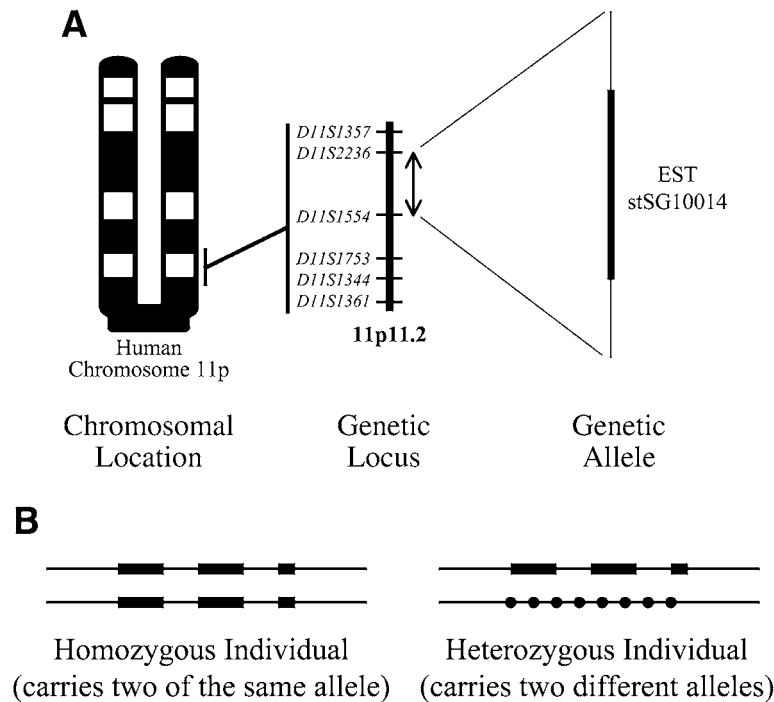 A
D11S1357
D11S2236
D11S1554
D11S1753
D11S1344
D11S1361
11p11.2
EST
stSG10014
Human
Chromosome 11p
Chromosomal
Location
Genetic
Locus
Genetic
Allele
B
Homozygous Individual
(carries two of the same allele)
Heterozygous Individual
(carries two different alleles)